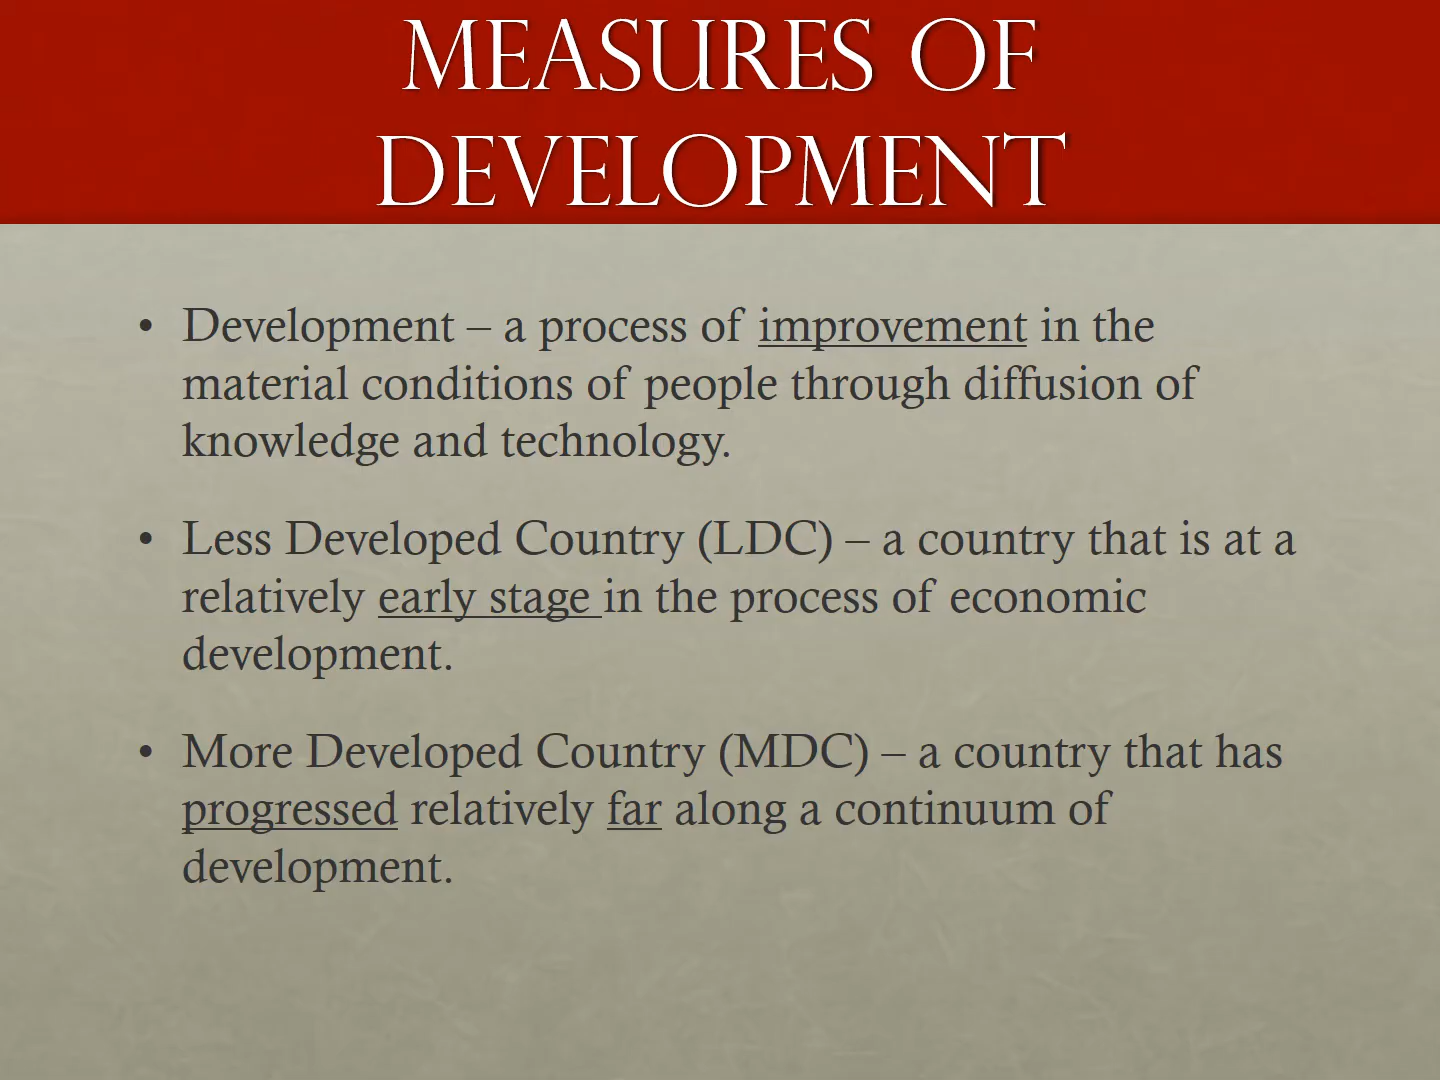 MEASURES OF
DEVELOPMENT
• Development – a process of improvement in the
material conditions of people through diffusion of
knowledge and technology.
• Less Developed Country (LDC) – a country that is at a
relatively early stage in the process of economic
development.
• More Developed Country (MDC) – a country that has
progressed relatively far along a continuum of
development.